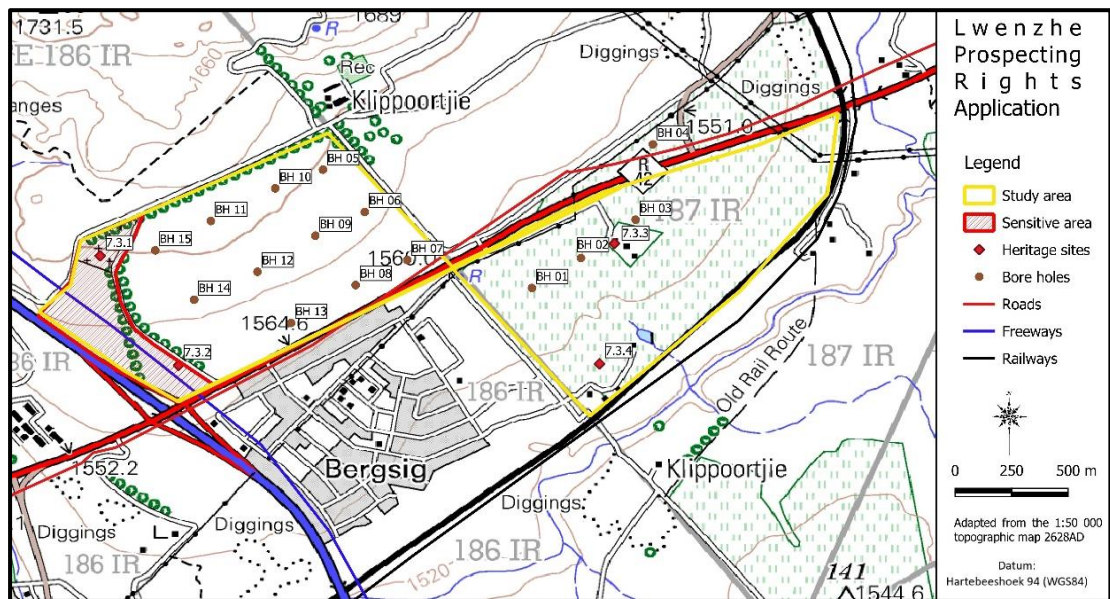 1731.5
1689
R
E 186 IR
1660
Rec
Klippoortjie
anges
Diggings
Diggings
BH 04
1551.0
BH 05
BH 10
R 42
BH 06
BH 11
BH 03
187 IR
BH 09
7.3.1
7.3.3
BH 15
BH 07
BH 02
1560.0
BH 12
BH 08
R
BH 01
BH 14
1564.6
BH 13
7.3.2
7.3.4
36 IR
186 IR
187 IR
Old Rail Route
Bergsig
1552.2
Klippoortjie
Diggings
Diggings
Diggings
Diggings
186 IR
186 IR
1520
141
1544.6
Lwenzhe
Prospecting
Rights
Application
Legend
Study area
Sensitive area
Heritage sites
Bore holes
Roads
Freeways
Railways
0 250 500 m
Adapted from the 1:50 000
topographic map 2628AD
Datum:
Hartebeeshoek 94 (WGS84)